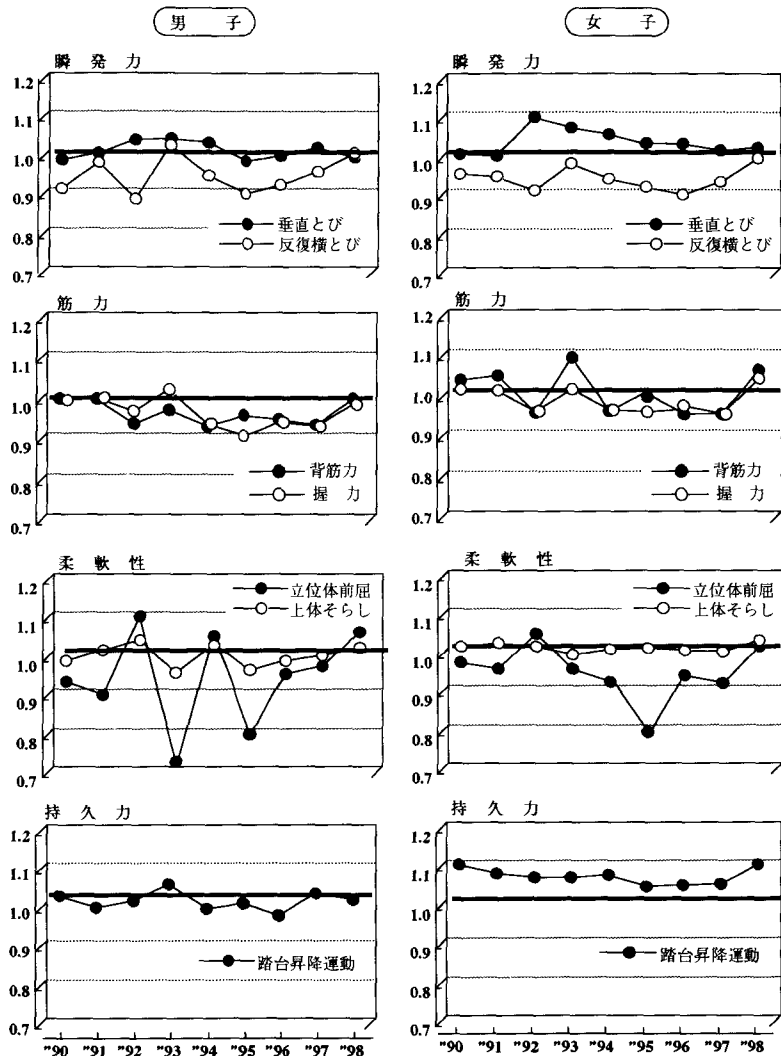 男 子
瞬 発 力
1.2
1.1
1.0
0.9
0.8
0.7
垂直とび
反復横とび
筋 力
1.2
1.1
1.0
0.9
0.8
0.7
背筋力
握 力
柔 軟 性
1.2
1.1
1.0
0.9
0.8
0.7
立位体前屈
上体そらし
持 久 力
1.2
1.1
1.0
0.9
0.8
0.7
踏台昇降運動
"90 "91 "92 "93 "94 "95 "96 "97 "98
女 子
瞬 発 力
1.2
1.1
1.0
0.9
0.8
0.7
垂直とび
反復横とび
筋 力
1.2
1.1
1.0
0.9
0.8
0.7
背筋力
握 力
柔 軟 性
1.2
1.1
1.0
0.9
0.8
0.7
立位体前屈
上体そらし
持 久 力
1.2
1.1
1.0
0.9
0.8
0.7
踏台昇降運動
"90 "91 "92 "93 "94 "95 "96 "97 "98